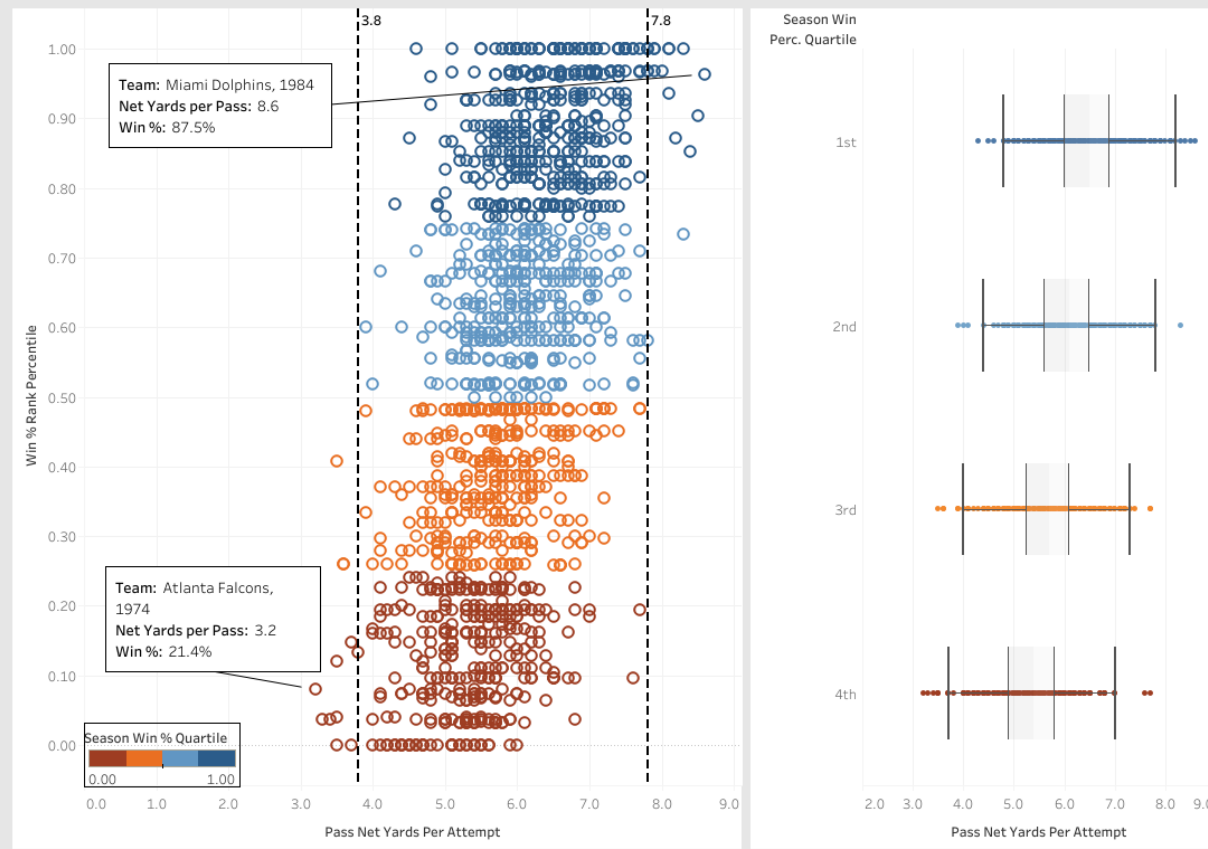 3.8
7.8
1.00
Team: Miami Dolphins, 1984
Net Yards per Pass: 8.6
Win %: 87.5%
0.90
0.80
0.70
0.60
0.50
0.40
0.30
0.20
0.10
0.00
Win % Rank Percentile
Team: Atlanta Falcons,
1974
Net Yards per Pass: 3.2
Win %: 21.4%
Season Win % Quartile
0.00 1.00
0.0 1.0 2.0 3.0 4.0 5.0 6.0 7.0 8.0 9.0
Pass Net Yards Per Attempt
Season Win
Perc. Quartile
1st
2nd
3rd
4th
2.0 3.0 4.0 5.0 6.0 7.0 8.0 9.0
Pass Net Yards Per Attempt